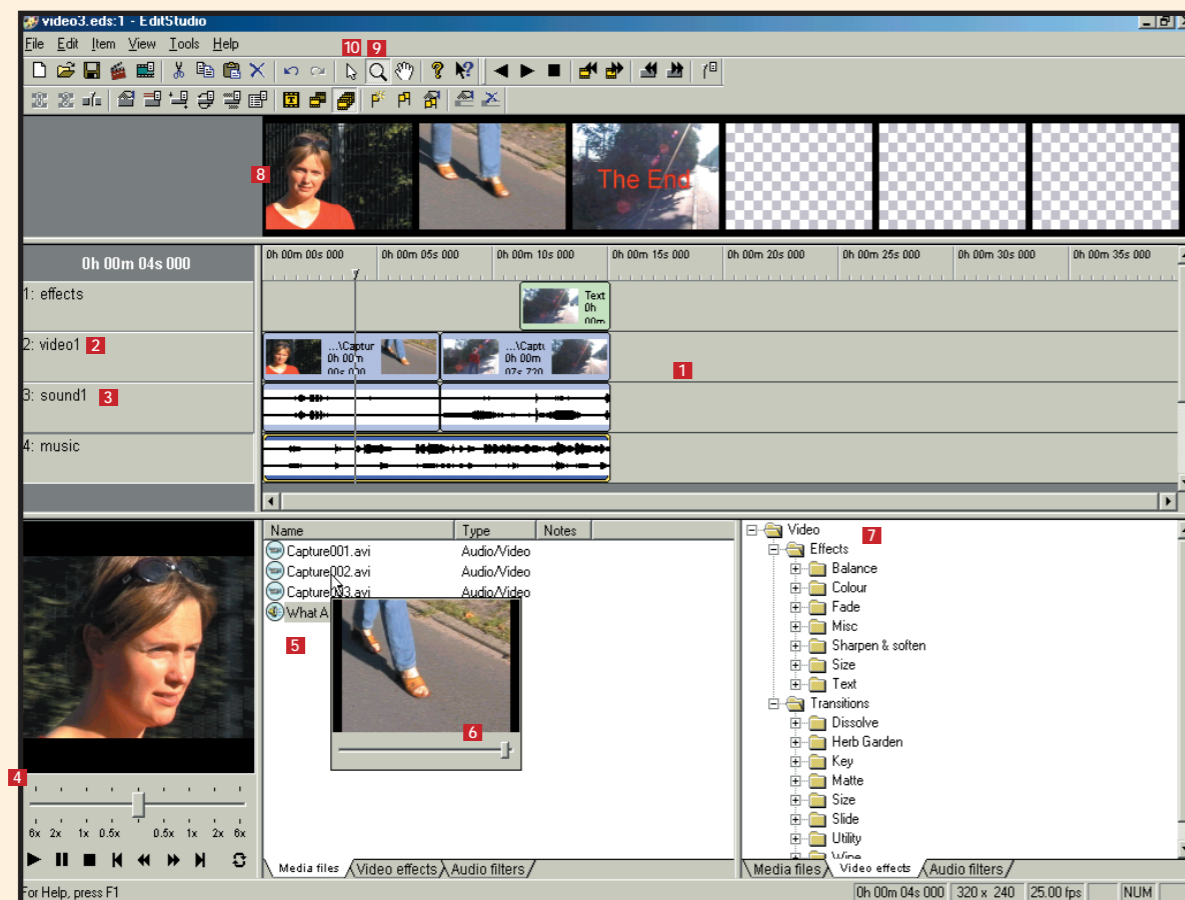 video3.eds:1 - EditStudio
File Edit Item View Tools Help
10 9
8
The End
0h 00m 04s 000
0h 00m 00s 000 0h 00m 05s 000 0h 00m 10s 000 0h 00m 15s 000 0h 00m 20s 000 0h 00m 25s 000 0h 00m 30s 000 0h 00m 35s 000
1: effects
Text
0h
00m
2: video1 2
...\Captur
0h 00m
00s 000
...\Captu
0h 00m
07s 720
1
3: sound1 3
4: music
4
6x 2x 1x 0.5x 0.5x 1x 2x 6x
Name Type Notes
Capture001.avi Audio/Video
Capture002.avi Audio/Video
Capture003.avi Audio/Video
What A
5
6
Media files Video effects Audio filters
7
Video
Effects
Balance
Colour
Fade
Misc
Sharpen & soften
Size
Text
Transitions
Dissolve
Herb Garden
Key
Matte
Size
Slide
Utility
Wipe
Media files Video effects Audio filters
For Help, press F1
0h 00m 04s 000 320 x 240 25.00 fps NUM